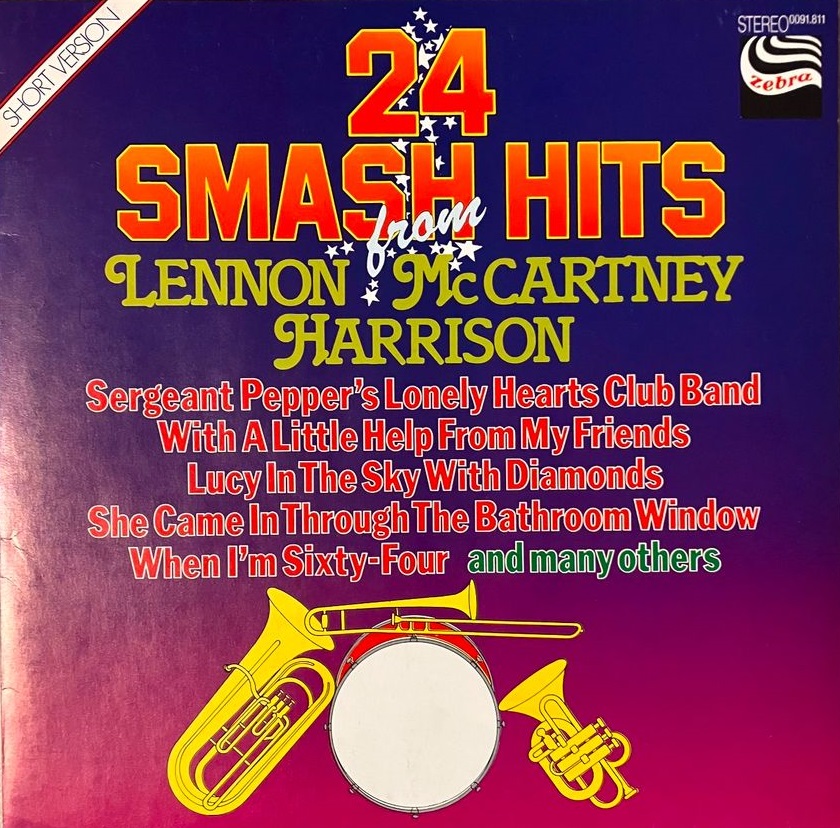 SHORT VERSION
STEREO 0091.811
zebra
24
SMASH HITS
from
LENNON McCARTNEY
HARRISON
Sergeant Pepper's Lonely Hearts Club Band
With A Little Help From My Friends
Lucy In The Sky With Diamonds
She Came In Through The Bathroom Window
When I'm Sixty-Four and many others